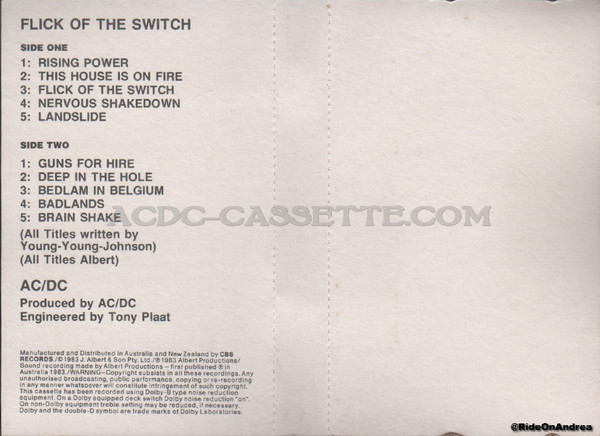 FLICK OF THE SWITCH
SIDE ONE
1: RISING POWER
2: THIS HOUSE IS ON FIRE
3: FLICK OF THE SWITCH
4: NERVOUS SHAKEDOWN
5: LANDSLIDE
SIDE TWO
1: GUNS FOR HIRE
2: DEEP IN THE HOLE
3: BEDLAM IN BELGIUM
4: BADLANDS
5: BRAIN SHAKE
ACDC-CASSETTE.COM
(All Titles written by
Young-Young-Johnson)
(All Titles Albert)
AC/DC
Produced by AC/DC
Engineered by Tony Plaat
Manufactured and Distributed in Australia and New Zealand by CBS
RECORDS./©1983 J. Albert & Son Pty. Ltd./℗1983 Albert Productions/
Sound recording made by Albert Productions – first published ℗ in
Australia 1983./WARNING–Copyright subsists in all these recordings. Any
unauthorised broadcasting, public performance, copying or re-recording
in any manner whatsoever will constitute infringement of such copyright.
This cassette has been recorded using Dolby-B type noise reduction
equipment. On a Dolby equipped deck switch Dolby noise reduction "on".
On non-Dolby equipment treble setting may be reduced, if necessary.
Dolby and the double-D symbol are trade marks of Dolby Laboratories.
@RideOnAndrea